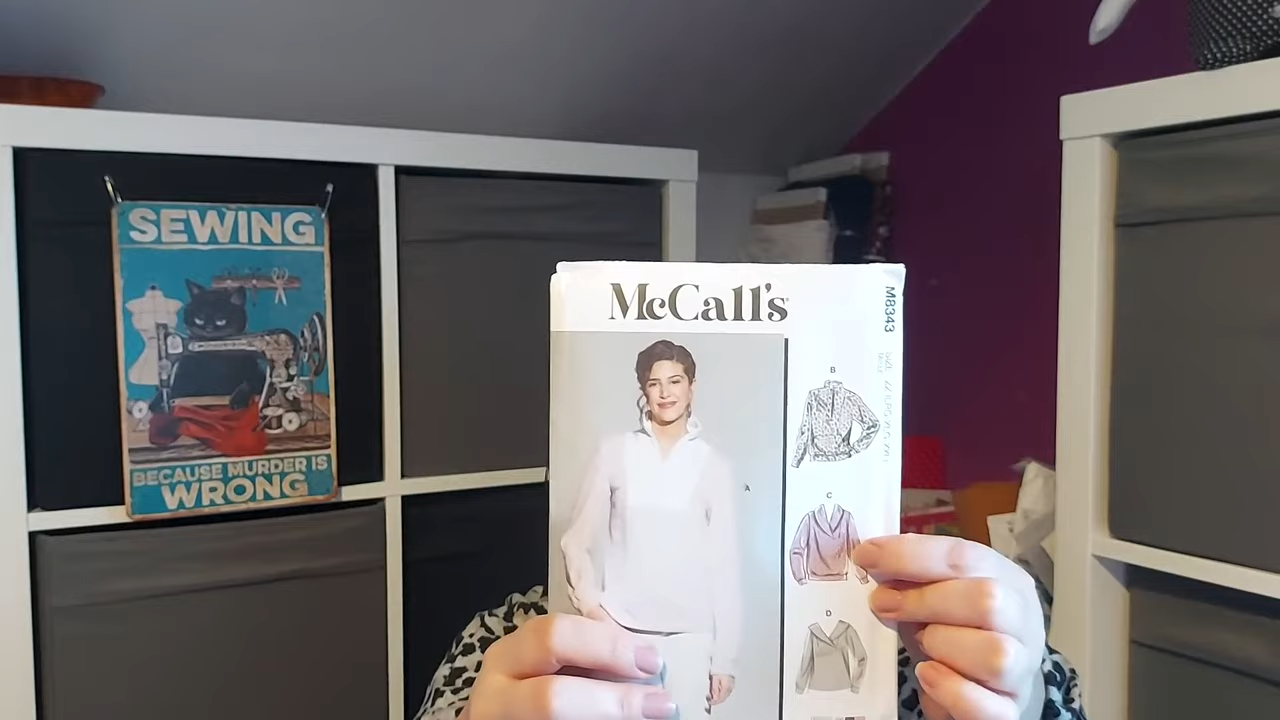 SEWING
BECAUSE MURDER IS
WRONG
McCall's
M8343
A
B
C
D